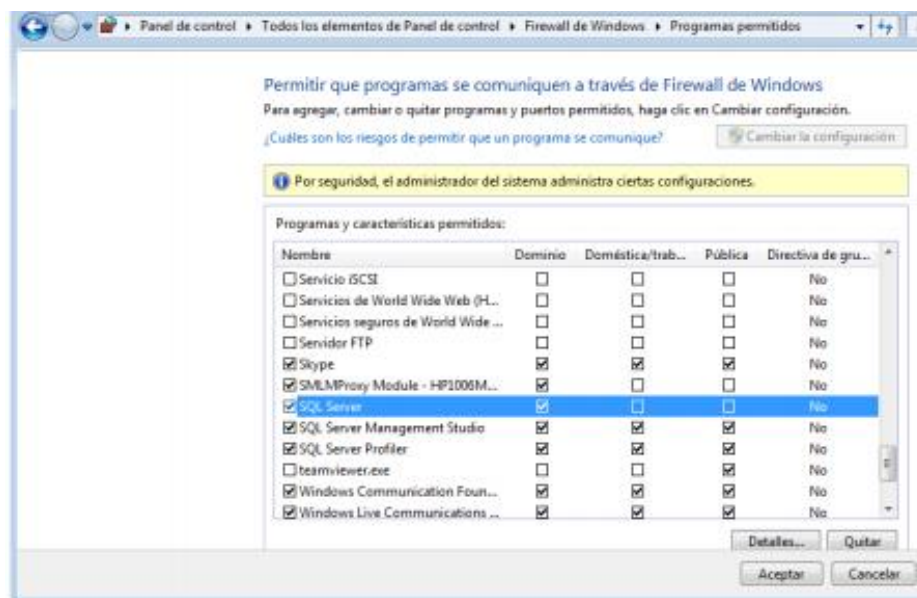 Panel de control ▸ Todos los elementos de Panel de control ▸ Firewall de Windows ▸ Programas permitidos
Permitir que programas se comuniquen a través de Firewall de Windows
Para agregar, cambiar o quitar programas y puertos permitidos, haga clic en Cambiar configuración.
¿Cuáles son los riesgos de permitir que un programa se comunique? Cambiar la configuración
Por seguridad, el administrador del sistema administra ciertas configuraciones.
Programas y características permitidos:
Nombre Dominio Doméstica/trab... Pública Directiva de gru...
Servicio iSCSI No
Servicios de World Wide Web (H... No
Servicios seguros de World Wide ... No
Servidor FTP No
Skype No
SMLMProxy Module - HP1006M... No
SQL Server No
SQL Server Management Studio No
SQL Server Profiler No
teamviewer.exe No
Windows Communication Foun... No
Windows Live Communications ... No
Detalles... Quitar
Aceptar Cancelar